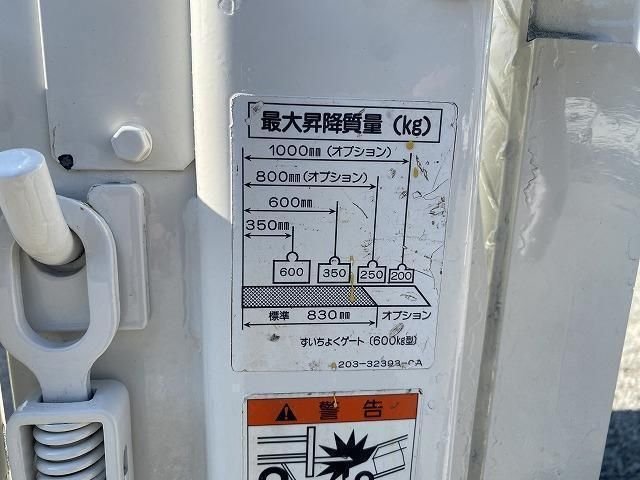 最大昇降質量 (kg)
1000mm (オプション)
800mm (オプション)
600mm
350mm
600 350 250 200
標準 830mm オプション
すいちょくゲート (600kg型)
警告